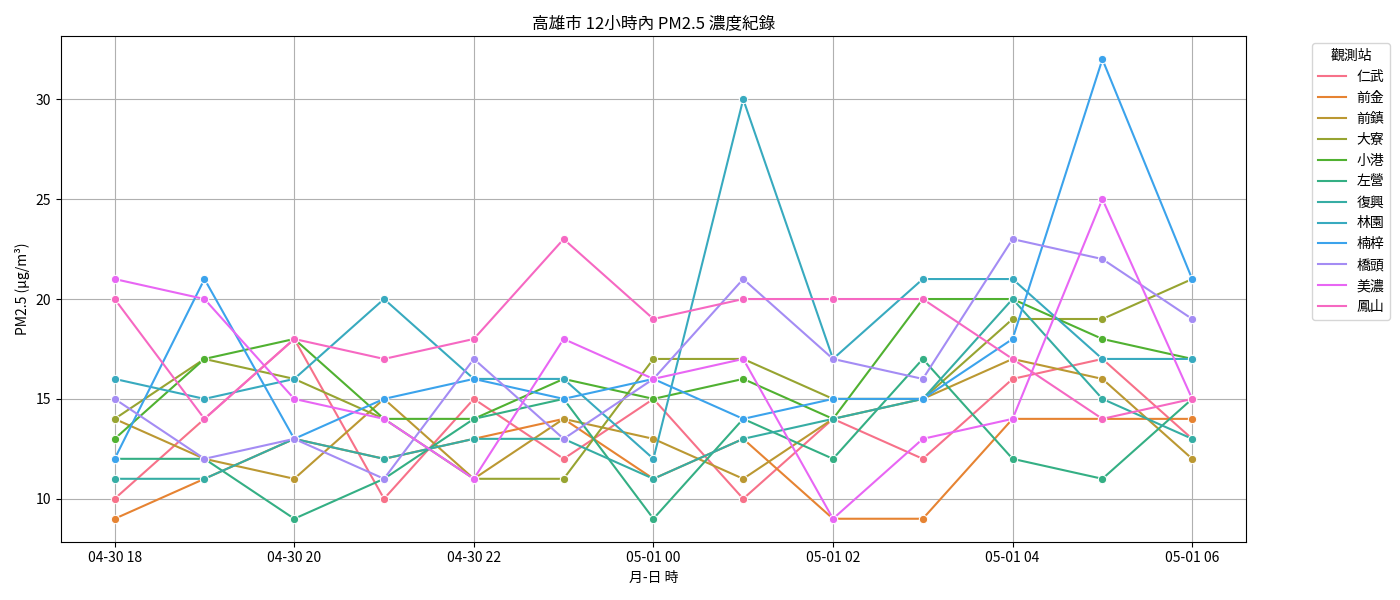 高雄市 12小時內 PM2.5 濃度紀錄
PM2.5 (μg/m³)
30
25
20
15
10
04-30 18
04-30 20
04-30 22
05-01 00
05-01 02
05-01 04
05-01 06
月-日 時
觀測站
仁武
前金
前鎮
大寮
小港
左營
復興
林園
楠梓
橋頭
美濃
鳳山